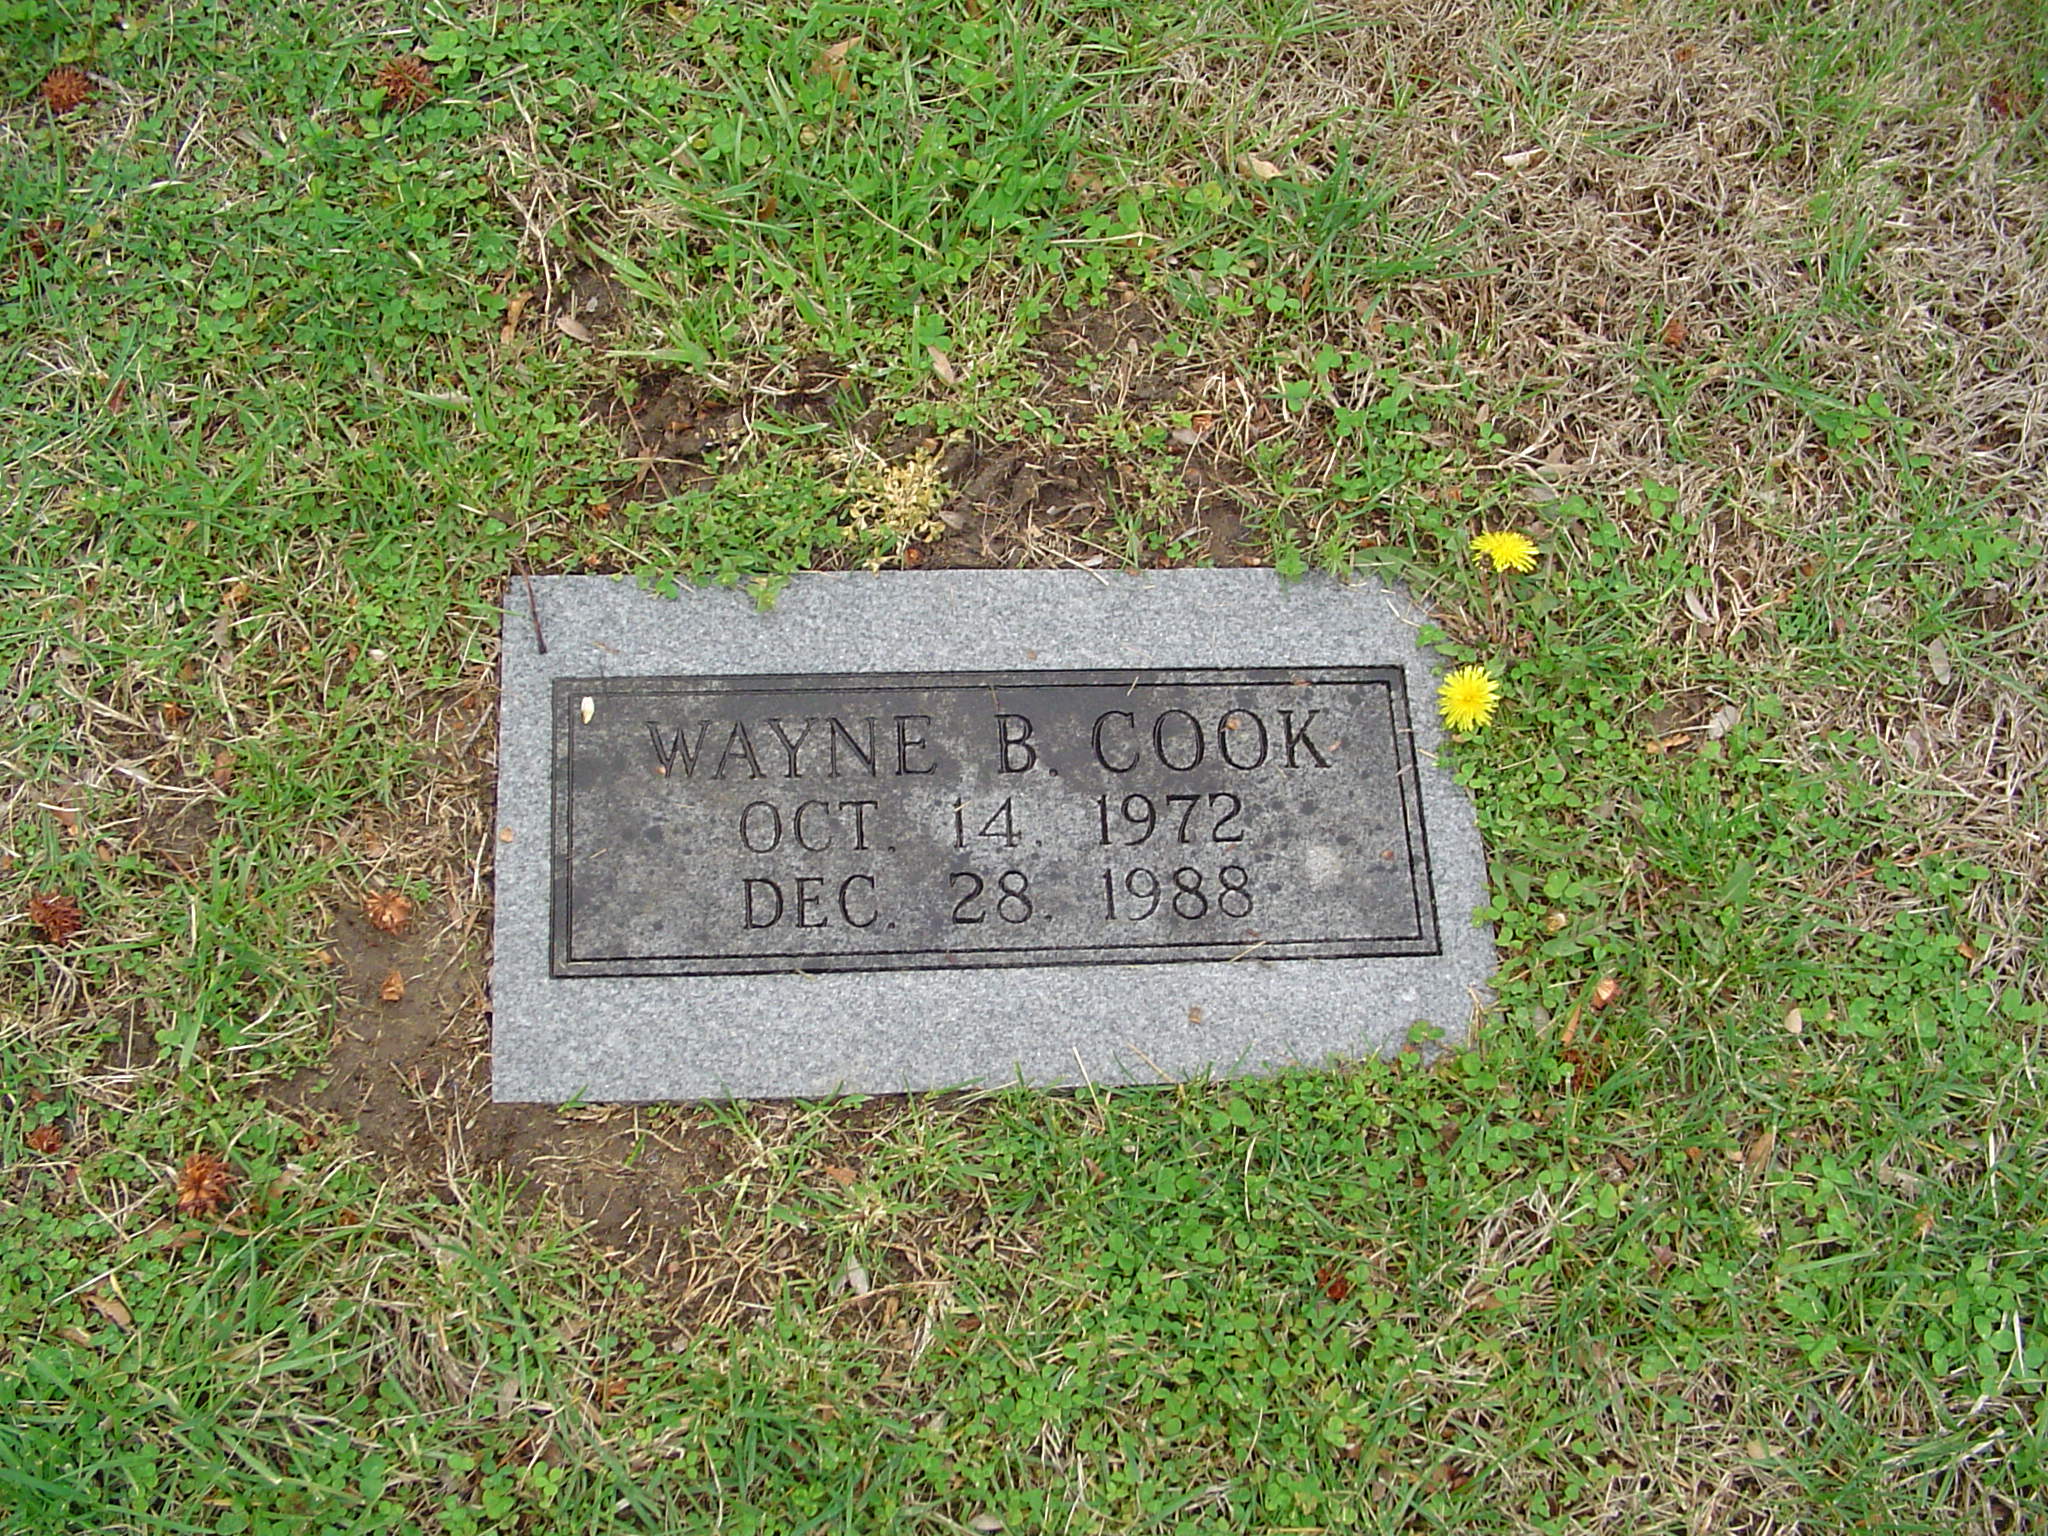 WAYNE B. COOK
OCT. 14. 1972
DEC. 28. 1988